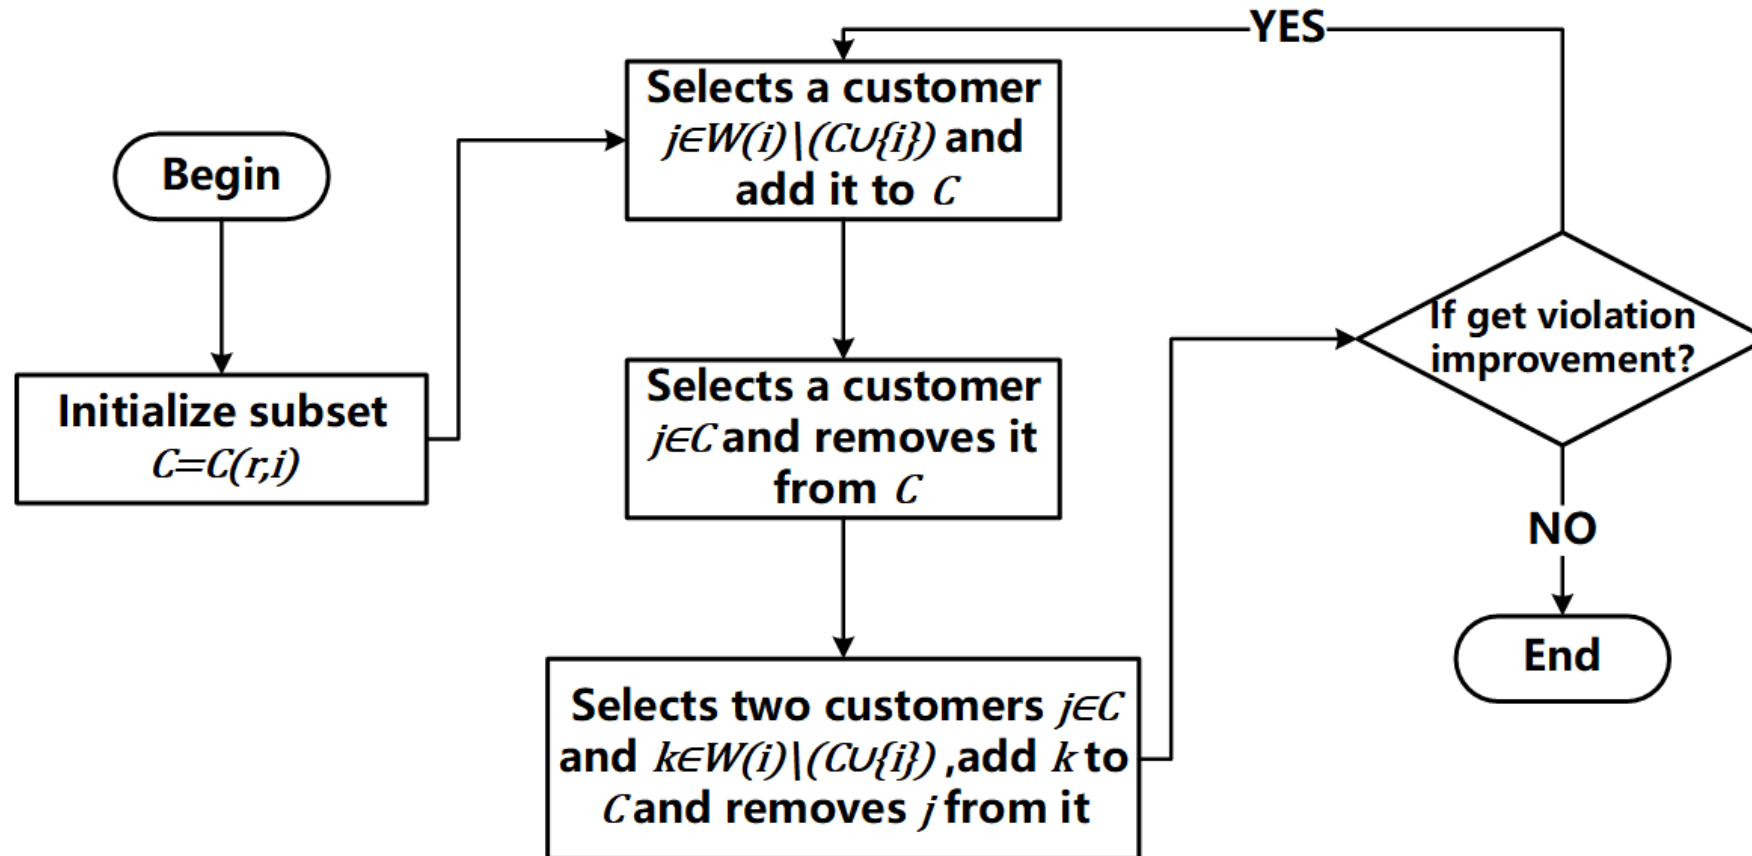 Begin
Initialize subset
C=C(r,i)
Selects a customer
j∈W(i)\(C∪{i}) and
add it to C
Selects a customer
j∈C and removes it
from C
Selects two customers j∈C
and k∈W(i)\(C∪{i}) ,add k to
C and removes j from it
If get violation
improvement?
YES
NO
End